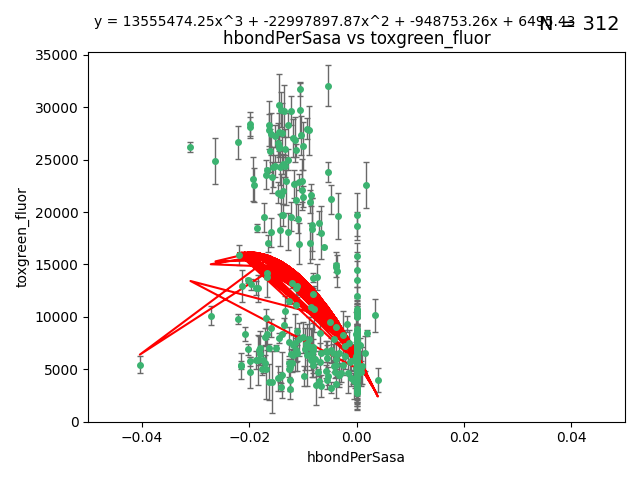 y = 13555474.25x^3 + -22997897.87x^2 + -948753.26x + 6495.43
N = 312
hbondPerSasa vs toxgreen_fluor
35000
30000
25000
20000
15000
10000
5000
0
toxgreen_fluor
−0.04 −0.02 0.00 0.02 0.04
hbondPerSasa